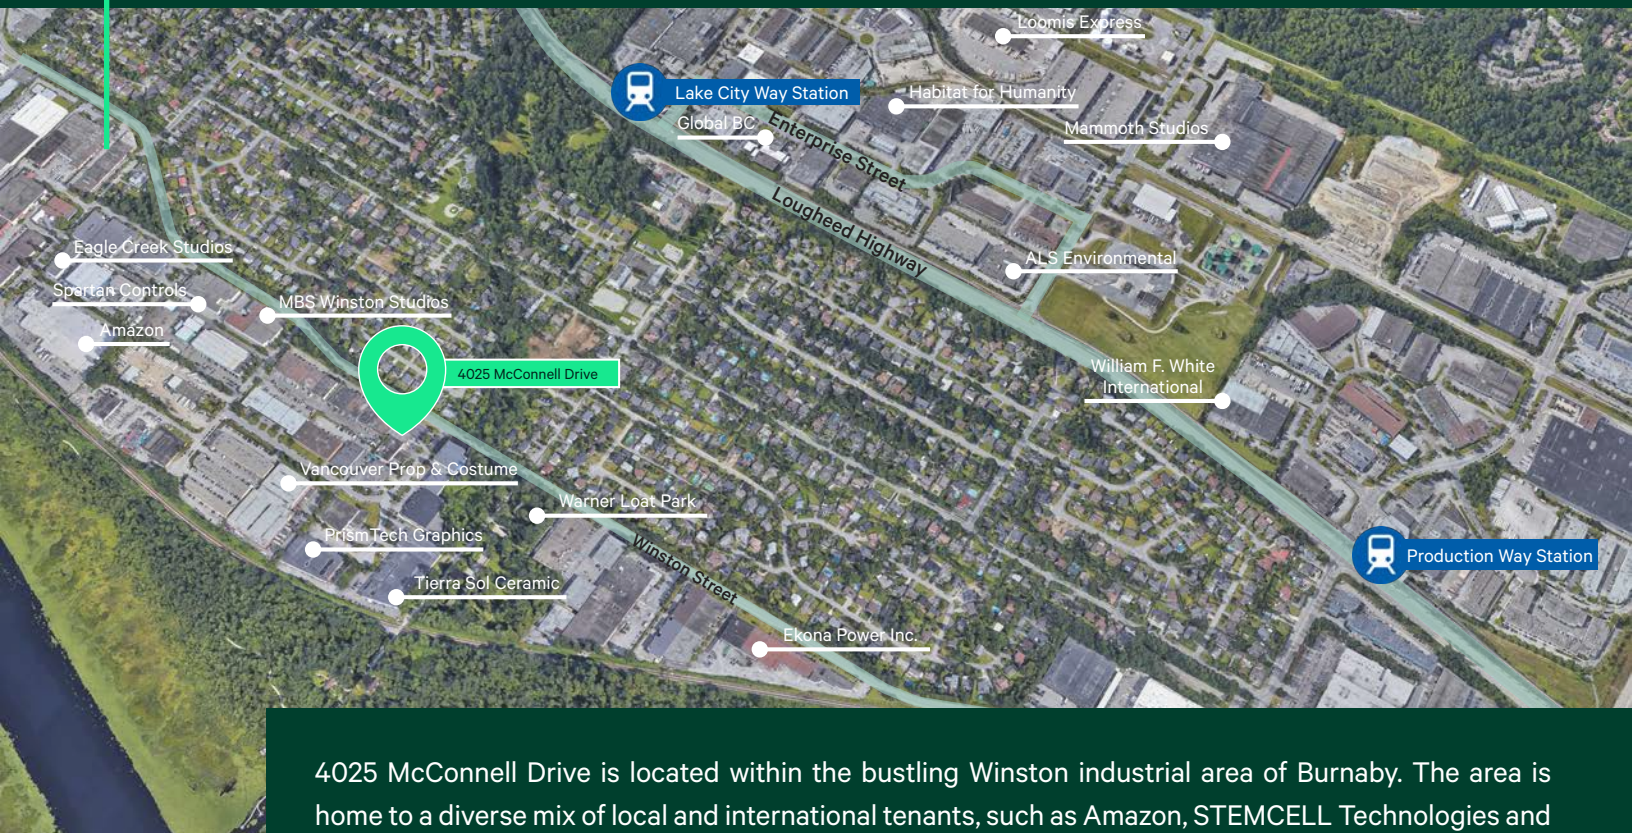 Loomis Express
Lake City Way Station
Habitat for Humanity
Global BC
Enterprise Street
Mammoth Studios
Lougheed Highway
Eagle Creek Studios
ALS Environmental
Spartan Controls
MBS Winston Studios
Amazon
4025 McConnell Drive
William F. White
International
Vancouver Prop & Costume
Warner Loat Park
PrismTech Graphics
Winston Street
Production Way Station
Tierra Sol Ceramic
Ekona Power Inc.
4025 McConnell Drive is located within the bustling Winston industrial area of Burnaby. The area is
home to a diverse mix of local and international tenants, such as Amazon, STEMCELL Technologies and